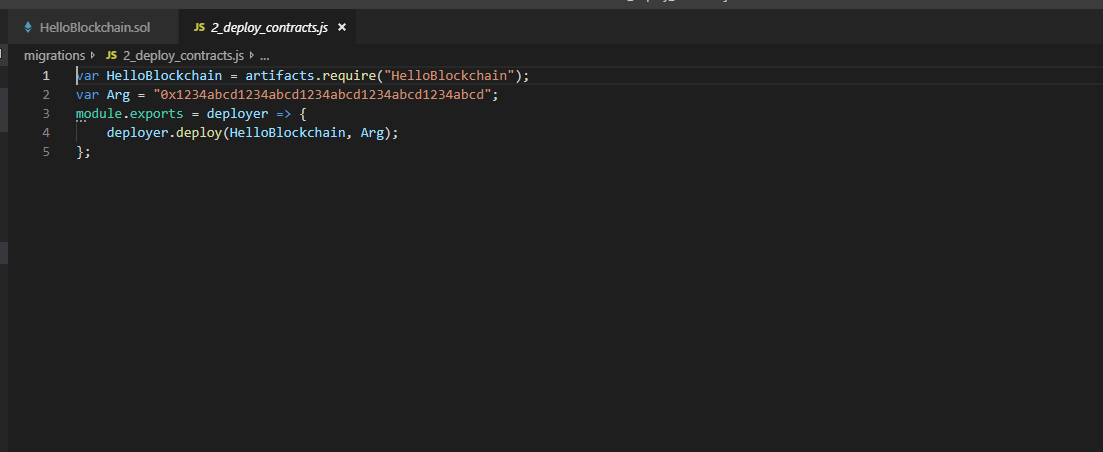 HelloBlockchain.sol JS 2_deploy_contracts.js ×
migrations JS 2_deploy_contracts.js ...
1 var HelloBlockchain = artifacts.require("HelloBlockchain");
2 var Arg = "0x1234abcd1234abcd1234abcd1234abcd1234abcd";
3 module.exports = deployer => {
4 deployer.deploy(HelloBlockchain, Arg);
5 };